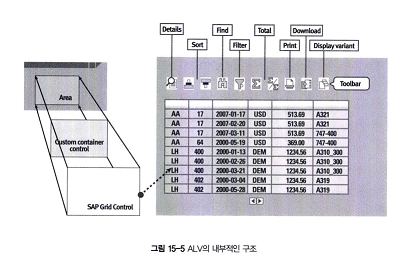 Details
Find
Download
Sort
Filter
Total
Print
Display variant
Toolbar
Area
Custom container
control
SAP Grid Control
AA 17 2000-01-17 USD 513.69 A321
AA 17 2000-02-20 USD 513.69 A321
AA 17 2000-03-11 USD 513.69 747-400
AA 64 2000-05-19 USD 369.00 747-400
LH 400 2000-01-13 DEM 1234.56 A310_300
LH 400 2000-02-26 DEM 1234.56 A310_300
LH 400 2000-03-21 DEM 1234.56 A310_300
LH 402 2000-03-04 DEM 1234.56 A319
LH 402 2000-05-28 DEM 1234.56 A319
그림 15-5 ALV의 내부적인 구조